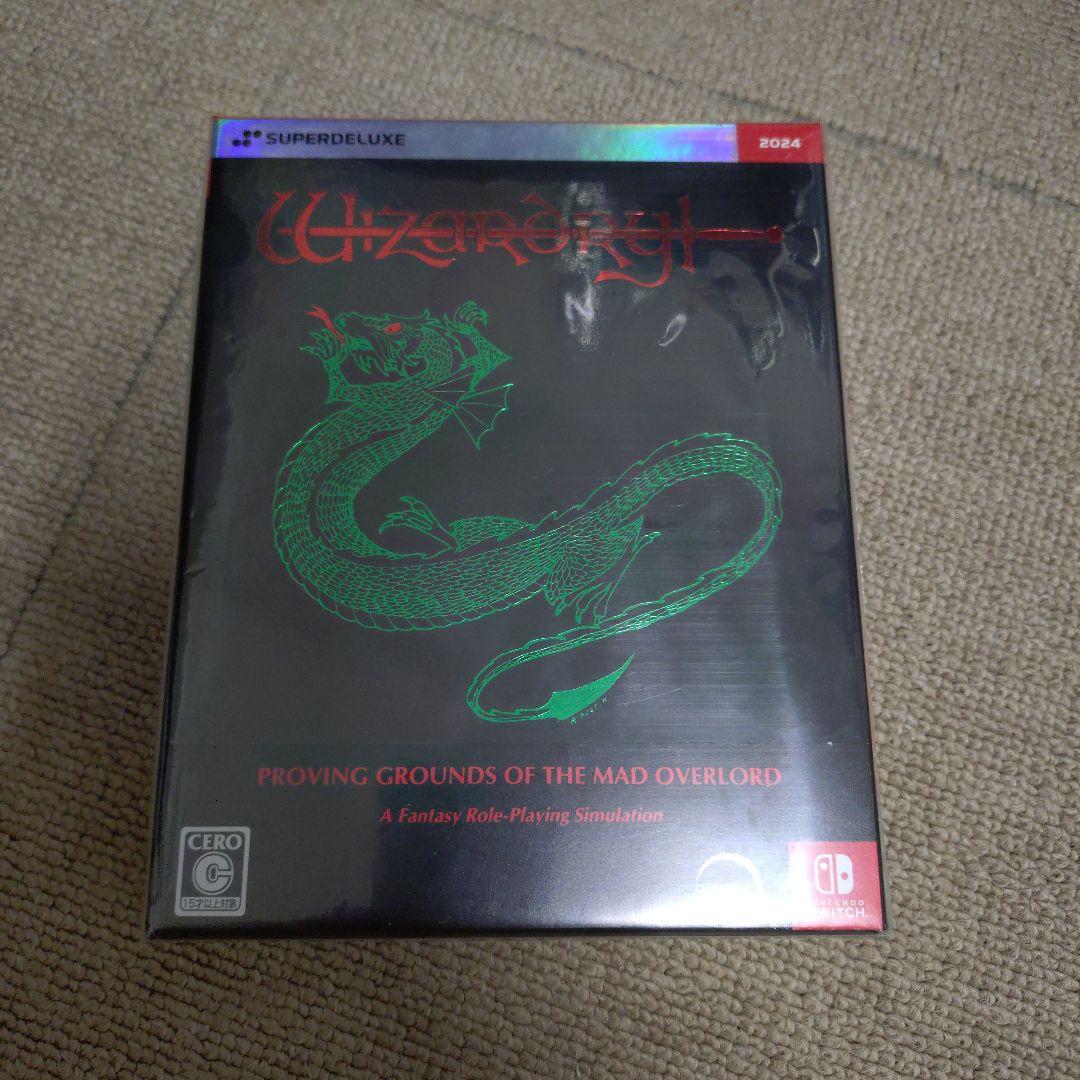 SUPERDELUXE
2024
Wizardry
PROVING GROUNDS OF THE MAD OVERLORD
A Fantasy Role-Playing Simulation
CERO
C
15才以上対象
NINTENDO
SWITCH